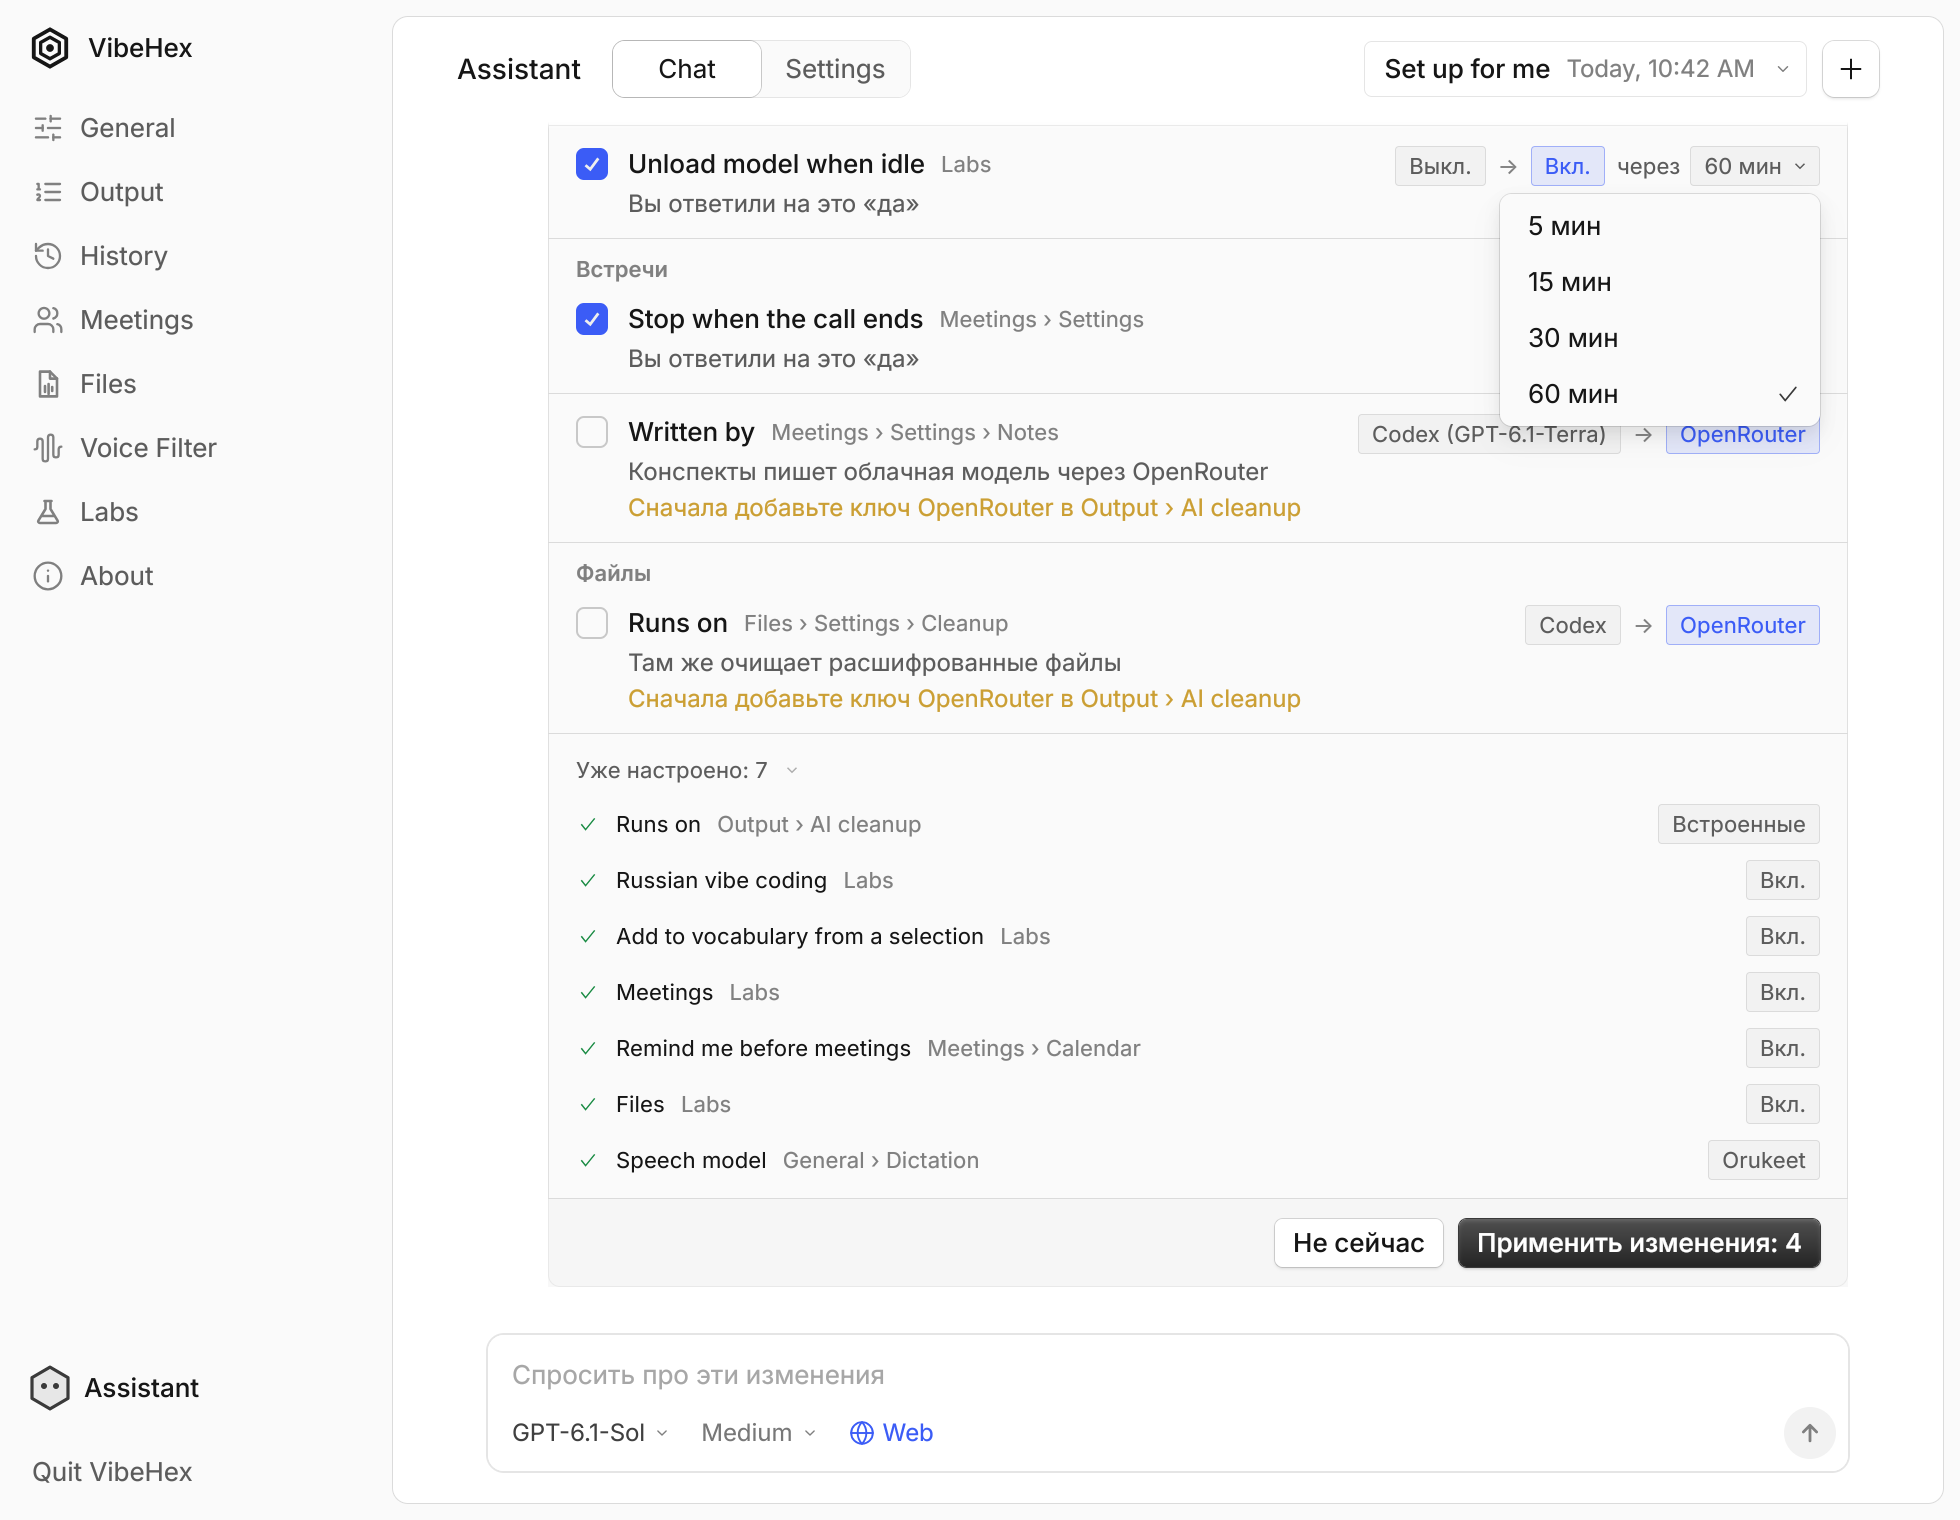 VibeHex
General
Output
History
Meetings
Files
Voice Filter
Labs
About
Assistant
Quit VibeHex
Assistant Chat Settings Set up for me Today, 10:42 AM
Unload model when idle Labs Выкл. → Вкл. через 60 мин
Вы ответили на это «да»
5 мин
15 мин
30 мин
60 мин
Встречи
Stop when the call ends Meetings › Settings
Вы ответили на это «да»
Written by Meetings › Settings › Notes Codex (GPT-6.1-Terra) → OpenRouter
Конспекты пишет облачная модель через OpenRouter
Сначала добавьте ключ OpenRouter в Output › AI cleanup
Файлы
Runs on Files › Settings › Cleanup Codex → OpenRouter
Там же очищает расшифрованные файлы
Сначала добавьте ключ OpenRouter в Output › AI cleanup
Уже настроено: 7
Runs on Output › AI cleanup Встроенные
Russian vibe coding Labs Вкл.
Add to vocabulary from a selection Labs Вкл.
Meetings Labs Вкл.
Remind me before meetings Meetings › Calendar Вкл.
Files Labs Вкл.
Speech model General › Dictation Orukeet
Не сейчас Применить изменения: 4
Спросить про эти изменения
GPT-6.1-Sol Medium Web